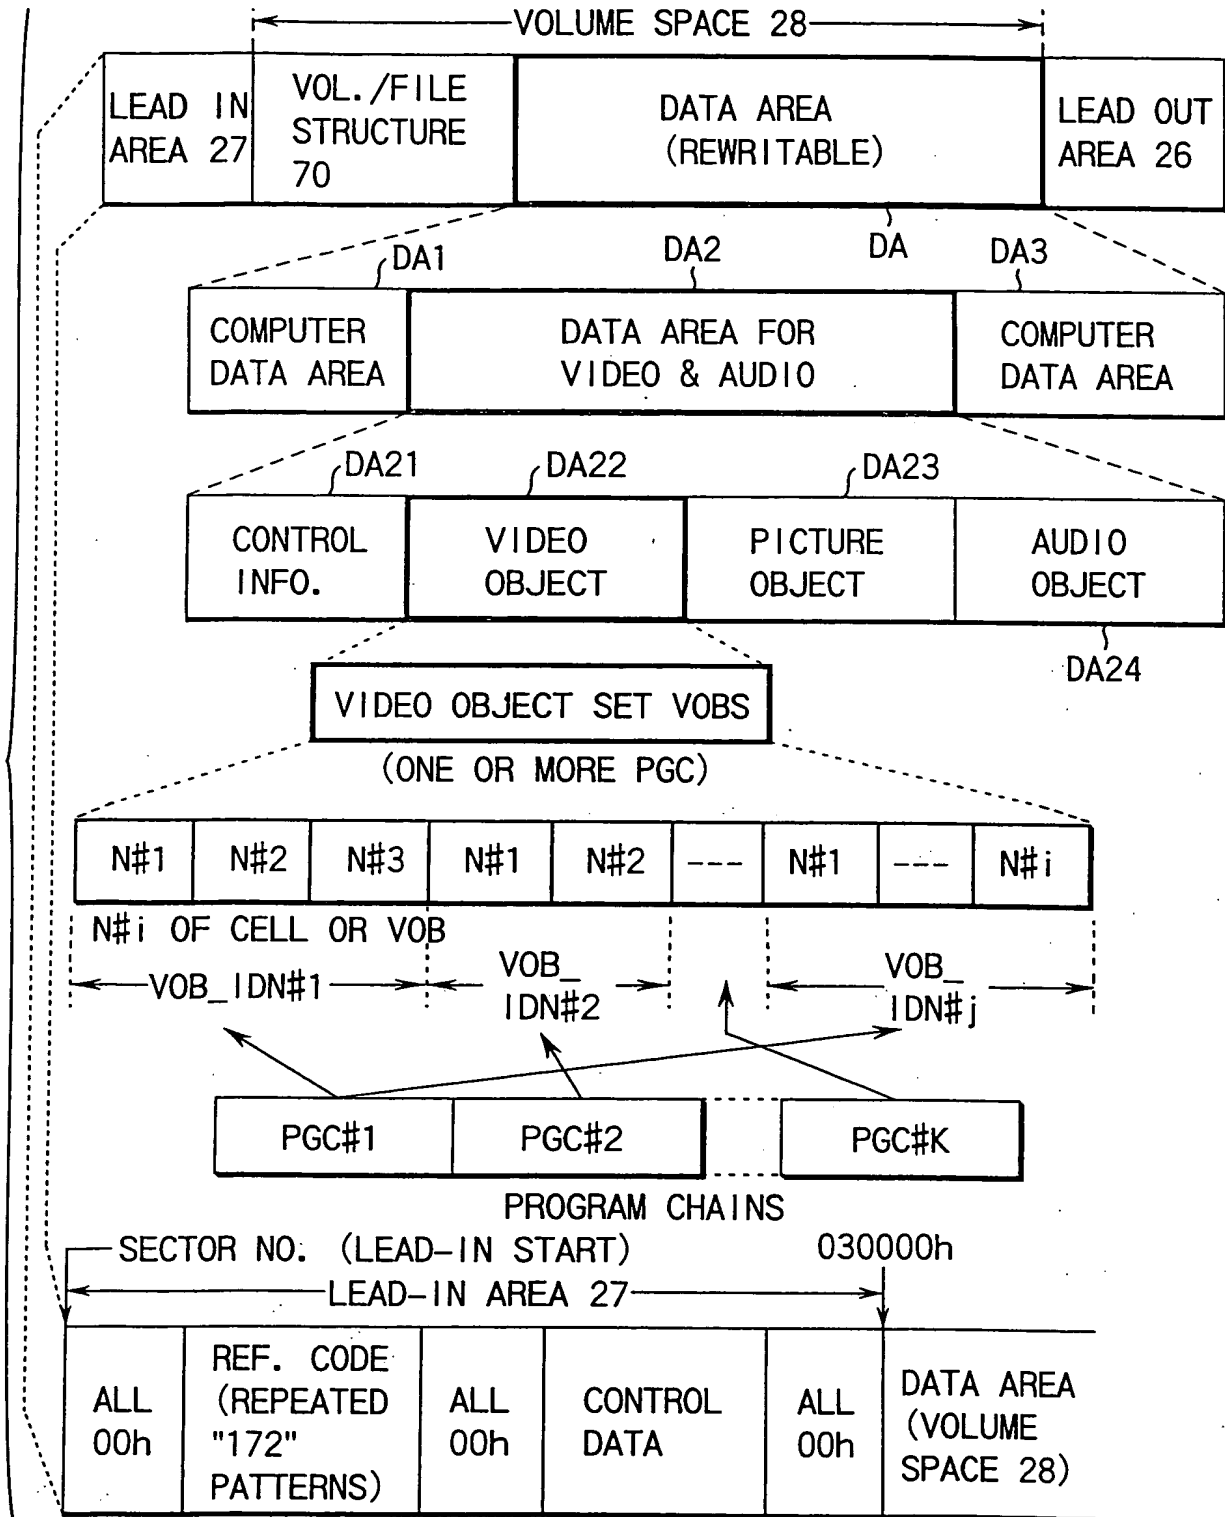 VOLUME SPACE 28
LEAD IN
AREA 27
VOL./FILE
STRUCTURE
70
DATA AREA
(REWRITABLE)
LEAD OUT
AREA 26
DA
DA1
DA2
DA3
COMPUTER
DATA AREA
DATA AREA FOR
VIDEO & AUDIO
COMPUTER
DATA AREA
DA21
DA22
DA23
CONTROL
INFO.
VIDEO
OBJECT
PICTURE
OBJECT
AUDIO
OBJECT
DA24
VIDEO OBJECT SET VOBS
(ONE OR MORE PGC)
N#1 N#2 N#3 N#1 N#2 --- N#1 --- N#i
N#i OF CELL OR VOB
VOB_IDN#1
VOB_
IDN#2
VOB_
IDN#j
PGC#1 PGC#2 PGC#K
PROGRAM CHAINS
SECTOR NO. (LEAD-IN START) 030000h
LEAD-IN AREA 27
ALL
00h
REF. CODE
(REPEATED
"172"
PATTERNS)
ALL
00h
CONTROL
DATA
ALL
00h
DATA AREA
(VOLUME
SPACE 28)